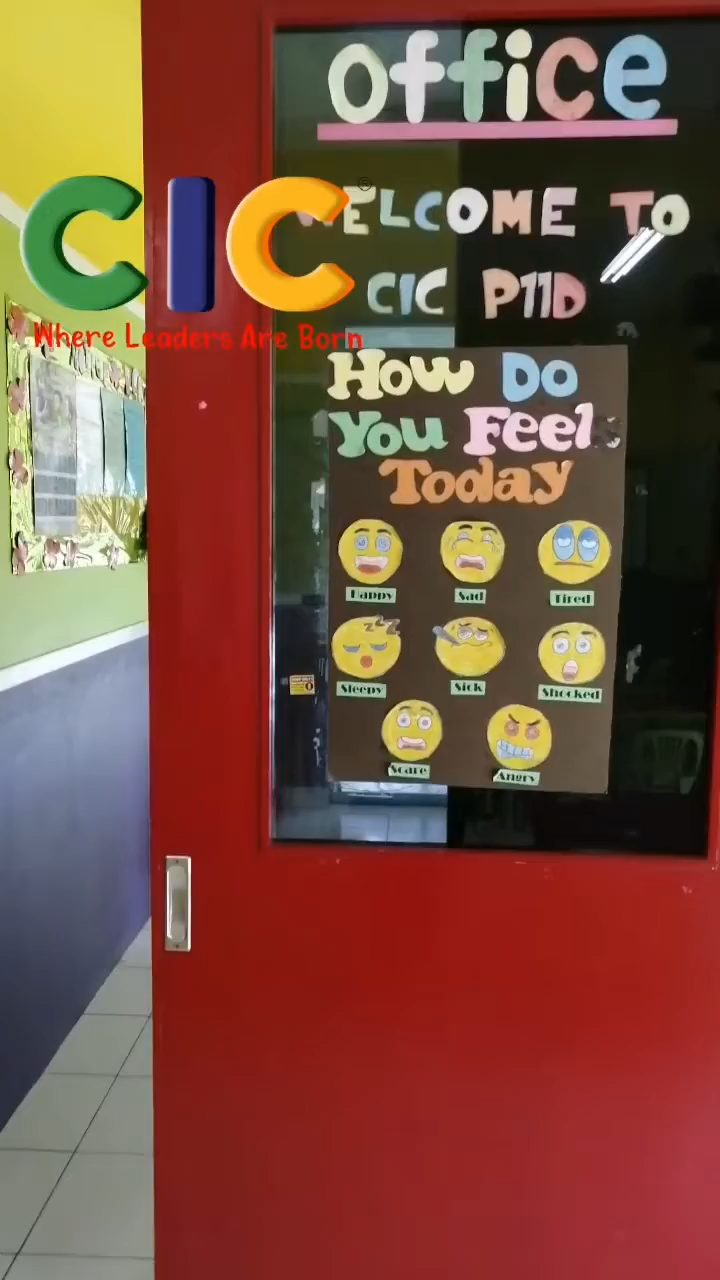 Office
WELCOME TO
CIC P11D
CIC
Where Leaders Are Born
How Do
You Feels
Today
Happy Sad Tired
Sleepy Sick Shocked
Scare Angry